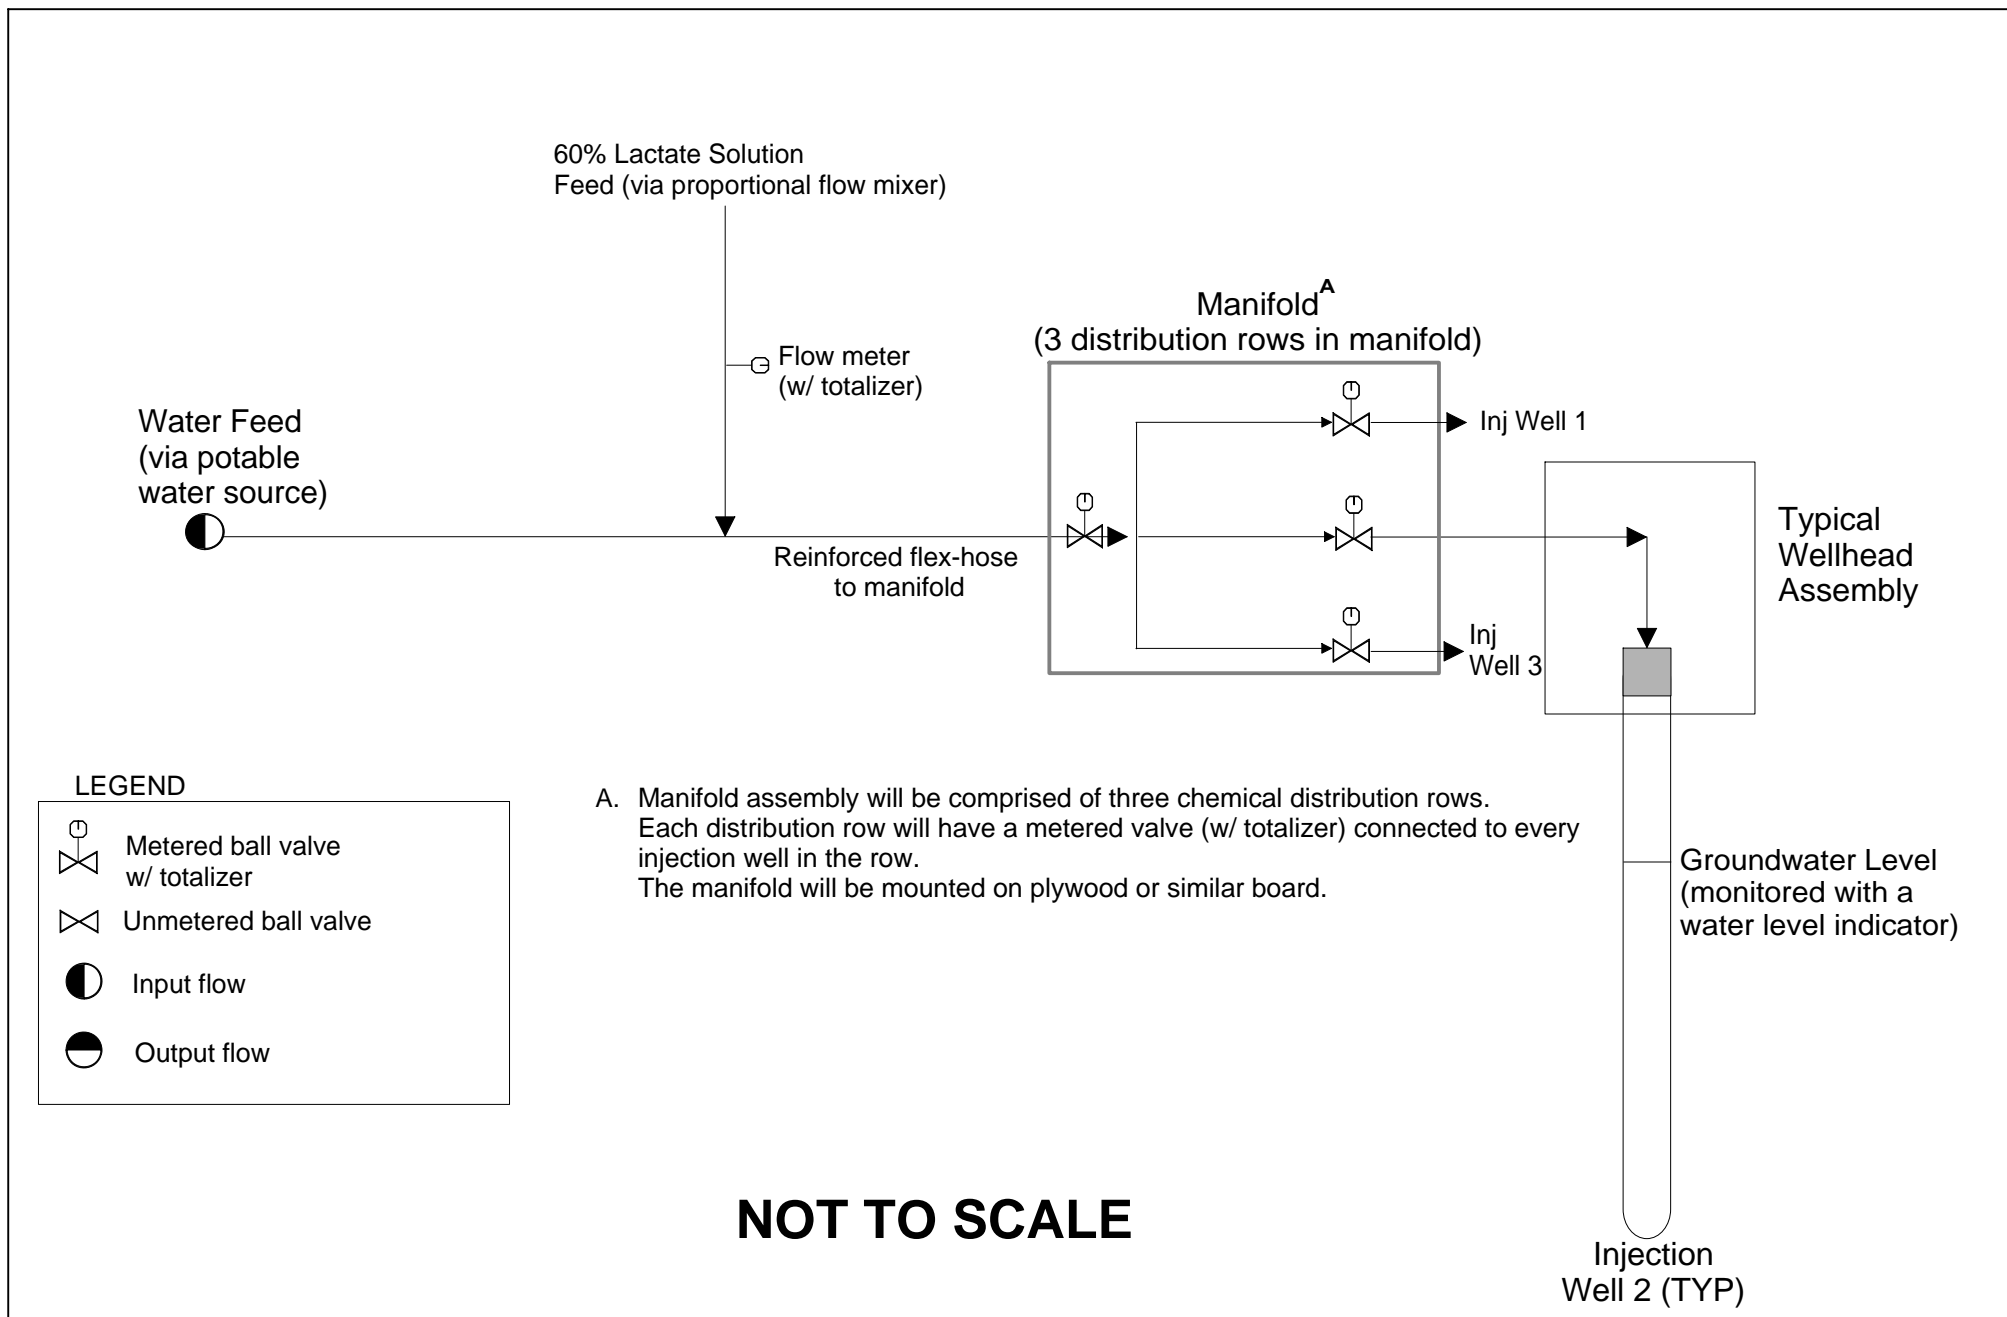 60% Lactate Solution
Feed (via proportional flow mixer)
Manifold^A
(3 distribution rows in manifold)
Flow meter
(w/ totalizer)
Water Feed
(via potable
water source)
Inj Well 1
Reinforced flex-hose
to manifold
Typical
Wellhead
Assembly
Inj
Well 3
LEGEND
Metered ball valve
w/ totalizer
Unmetered ball valve
Input flow
Output flow
A. Manifold assembly will be comprised of three chemical distribution rows.
Each distribution row will have a metered valve (w/ totalizer) connected to every
injection well in the row.
The manifold will be mounted on plywood or similar board.
Groundwater Level
(monitored with a
water level indicator)
NOT TO SCALE
Injection
Well 2 (TYP)